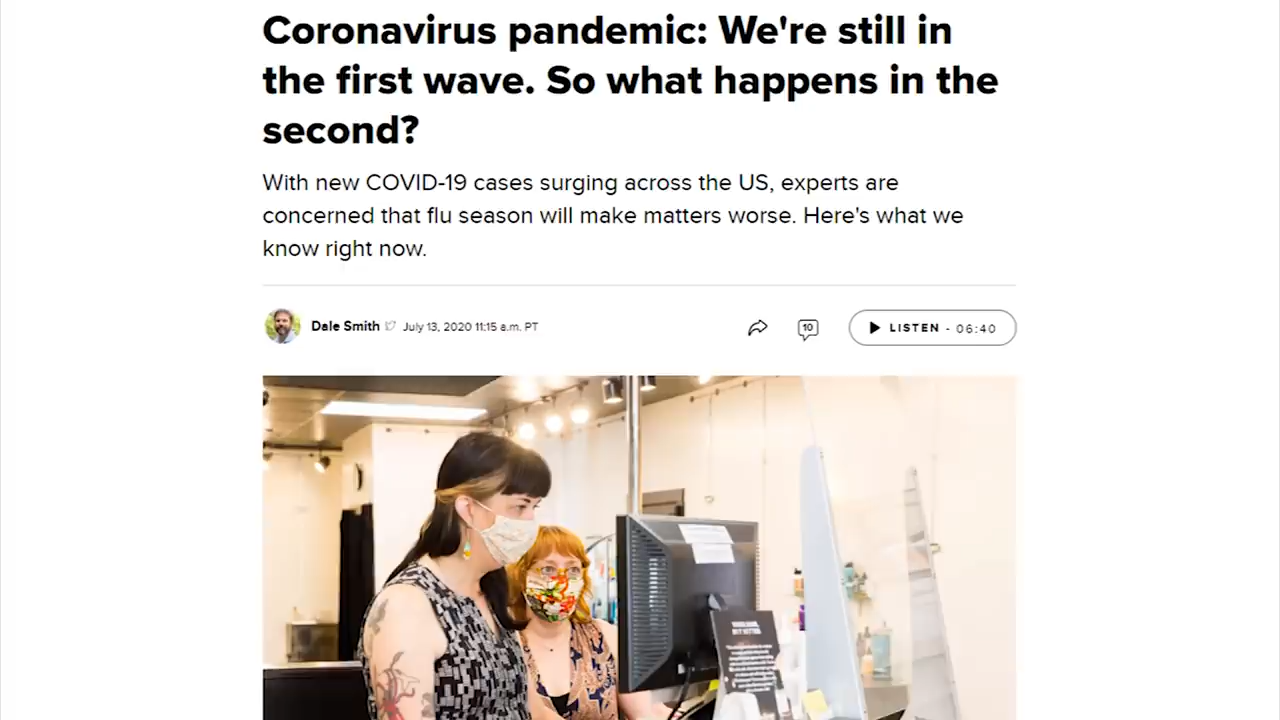 Coronavirus pandemic: We're still in
the first wave. So what happens in the
second?
With new COVID-19 cases surging across the US, experts are
concerned that flu season will make matters worse. Here's what we
know right now.
Dale Smith July 13, 2020 11:15 a.m. PT
10
LISTEN - 06:40